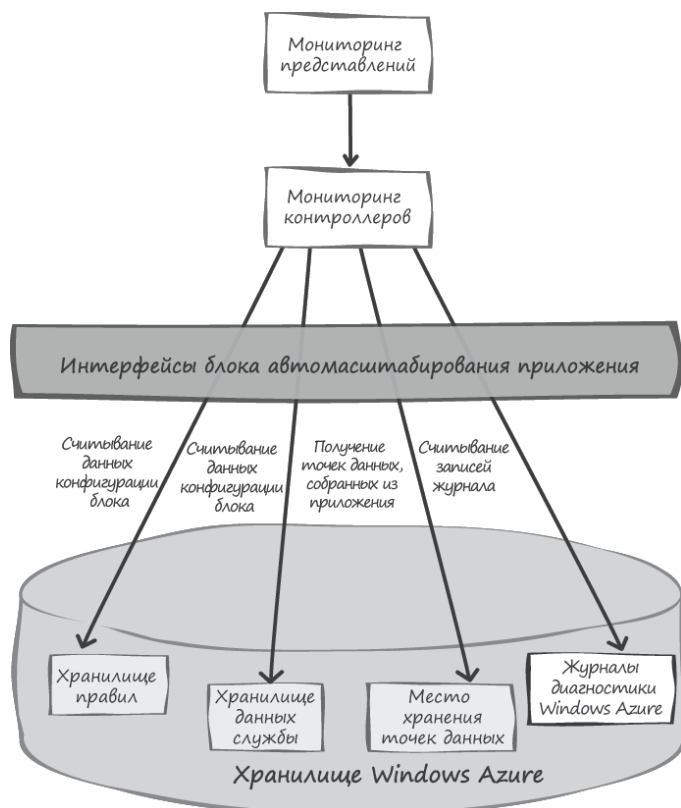 Мониторинг
представлений
Мониторинг
контроллеров
Интерфейсы блока автомасштабирования приложения
Считывание
данных
конфигурации
блока
Считывание
данных
конфигурации
блока
Получение
точек данных,
собранных из
приложения
Считывание
записей
журнала
Хранилище
правил
Хранилище
данных
службы
Место
хранения
точек данных
Журналы
диагностики
Windows Azure
Хранилище Windows Azure